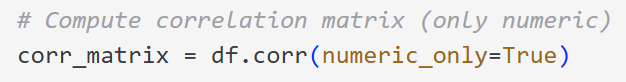 # Compute correlation matrix (only numeric)
corr_matrix = df.corr(numeric_only=True)